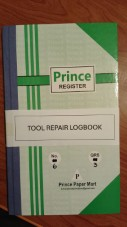 Prince
REGISTER
TOOL REPAIR LOGBOOK
No.
6
QRS
5
Prince Paper Mart